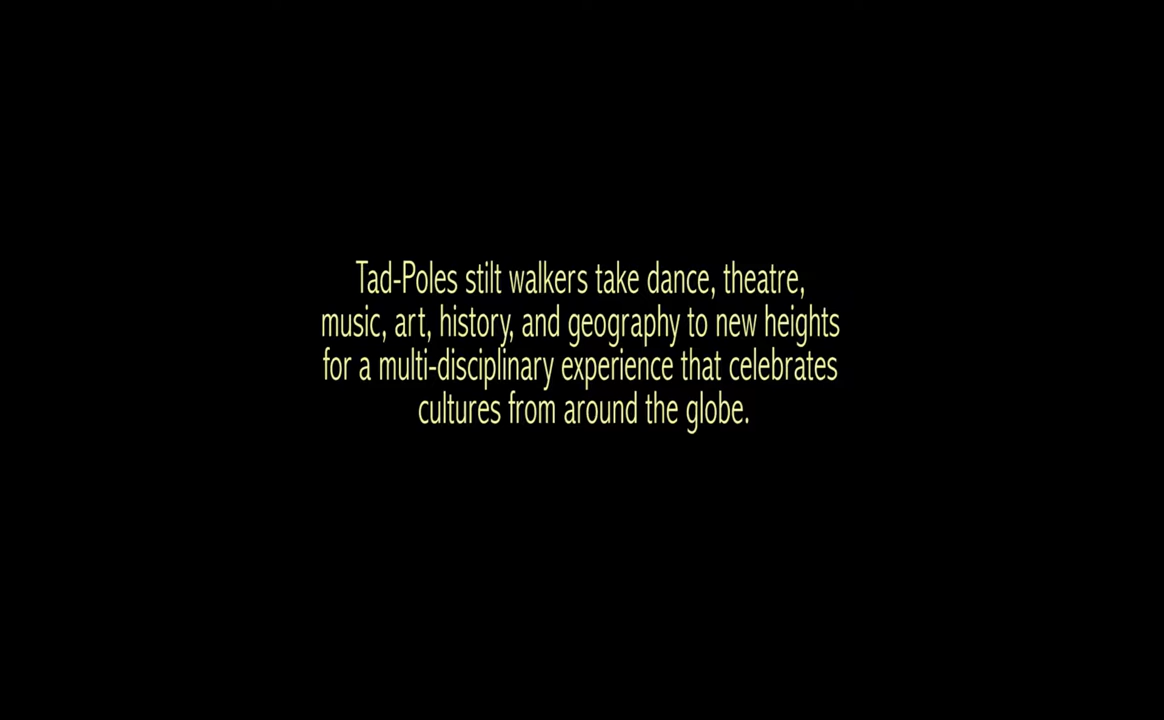 Tad-Poles stilt walkers take dance, theatre,
music, art, history, and geography to new heights
for a multi-disciplinary experience that celebrates
cultures from around the globe.